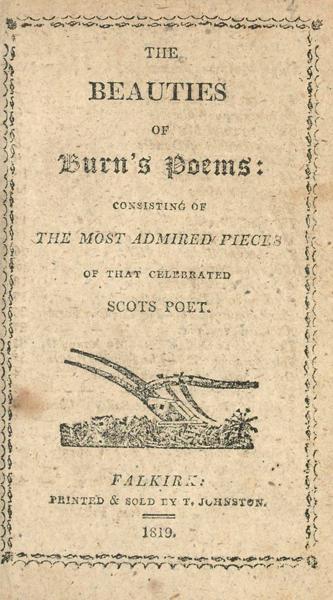 THE
BEAUTIES
OF
Burn's Poems:
CONSISTING OF
THE MOST ADMIRED PIECES
OF THAT CELEBRATED
SCOTS POET.
FALKIRK:
PRINTED & SOLD BY T. JOHNSTON.
1819.